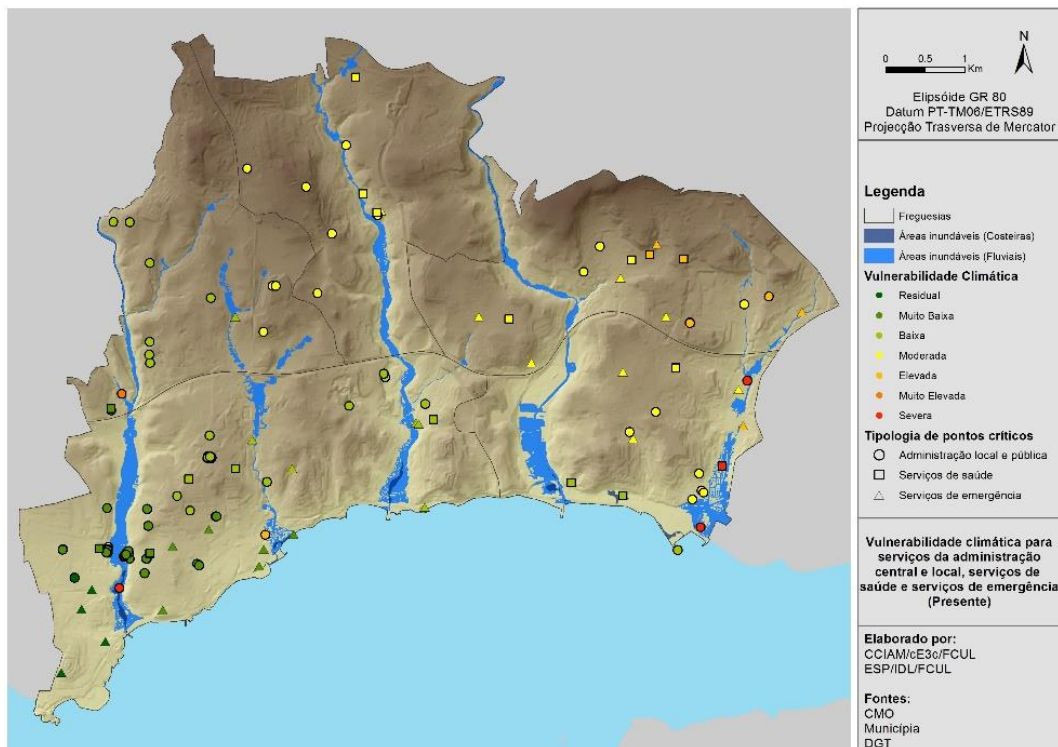 N
0 0.5 1
Km
Elipsóide GR 80
Datum PT-TM06/ETRS89
Projecção Trasversa de Mercator
Legenda
Freguesias
Áreas inundáveis (Costeiras)
Áreas inundáveis (Fluviais)
Vulnerabilidade Climática
Residual
Muito Baixa
Baixa
Moderada
Elevada
Muito Elevada
Severa
Tipologia de pontos críticos
Administração local e pública
Serviços de saúde
Serviços de emergência
Vulnerabilidade climática para
serviços da administração
central e local, serviços de
saúde e serviços de emergência
(Presente)
Elaborado por:
CCIAM/cE3c/FCUL
ESP/IDL/FCUL
Fontes:
CMO
Municípia
DGT